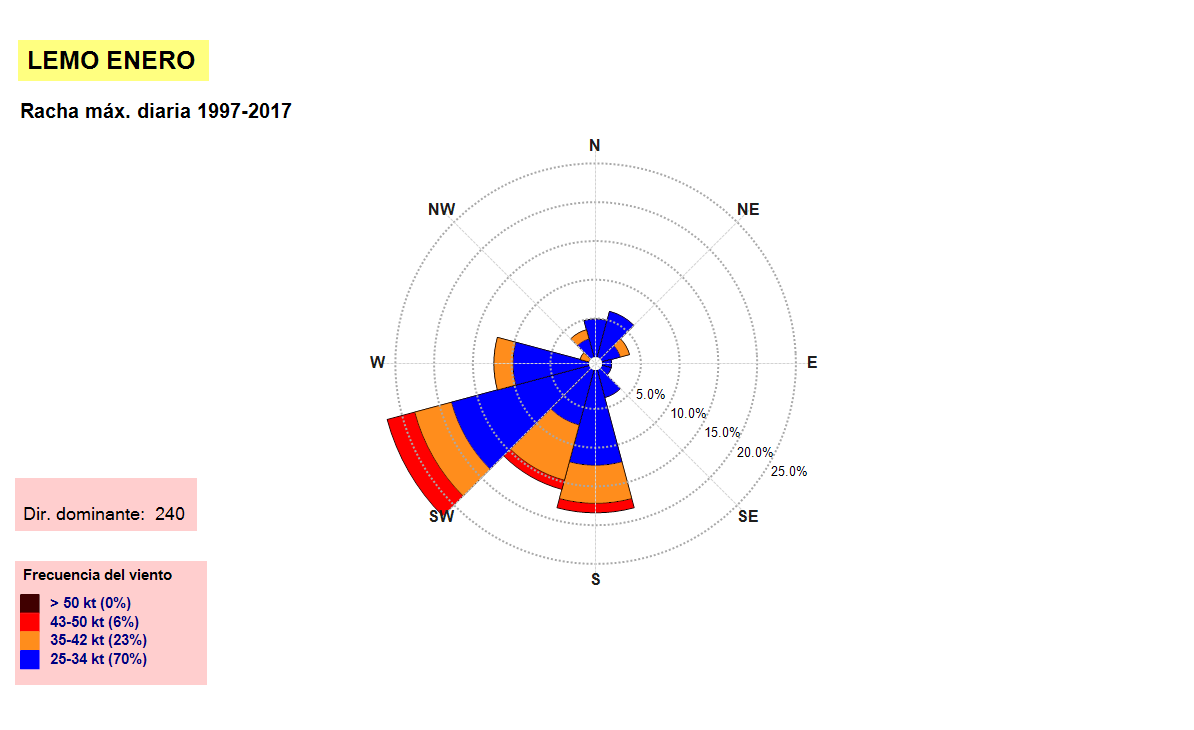 LEMO ENERO
Racha máx. diaria 1997-2017
N
NW
NE
W
E
5.0%
10.0%
15.0%
20.0%
25.0%
SW
SE
S
Dir. dominante: 240
Frecuencia del viento
> 50 kt (0%)
43-50 kt (6%)
35-42 kt (23%)
25-34 kt (70%)